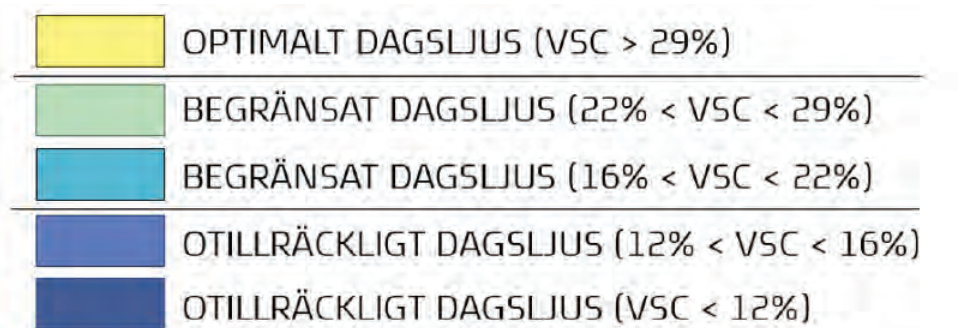 OPTIMALT DAGSLJUS (VSC > 29%)
BEGRÄNSAT DAGSLJUS (22% < VSC < 29%)
BEGRÄNSAT DAGSLJUS (16% < VSC < 22%)
OTILLRÄCKLIGT DAGSLJUS (12% < VSC < 16%)
OTILLRÄCKLIGT DAGSLJUS (VSC < 12%)